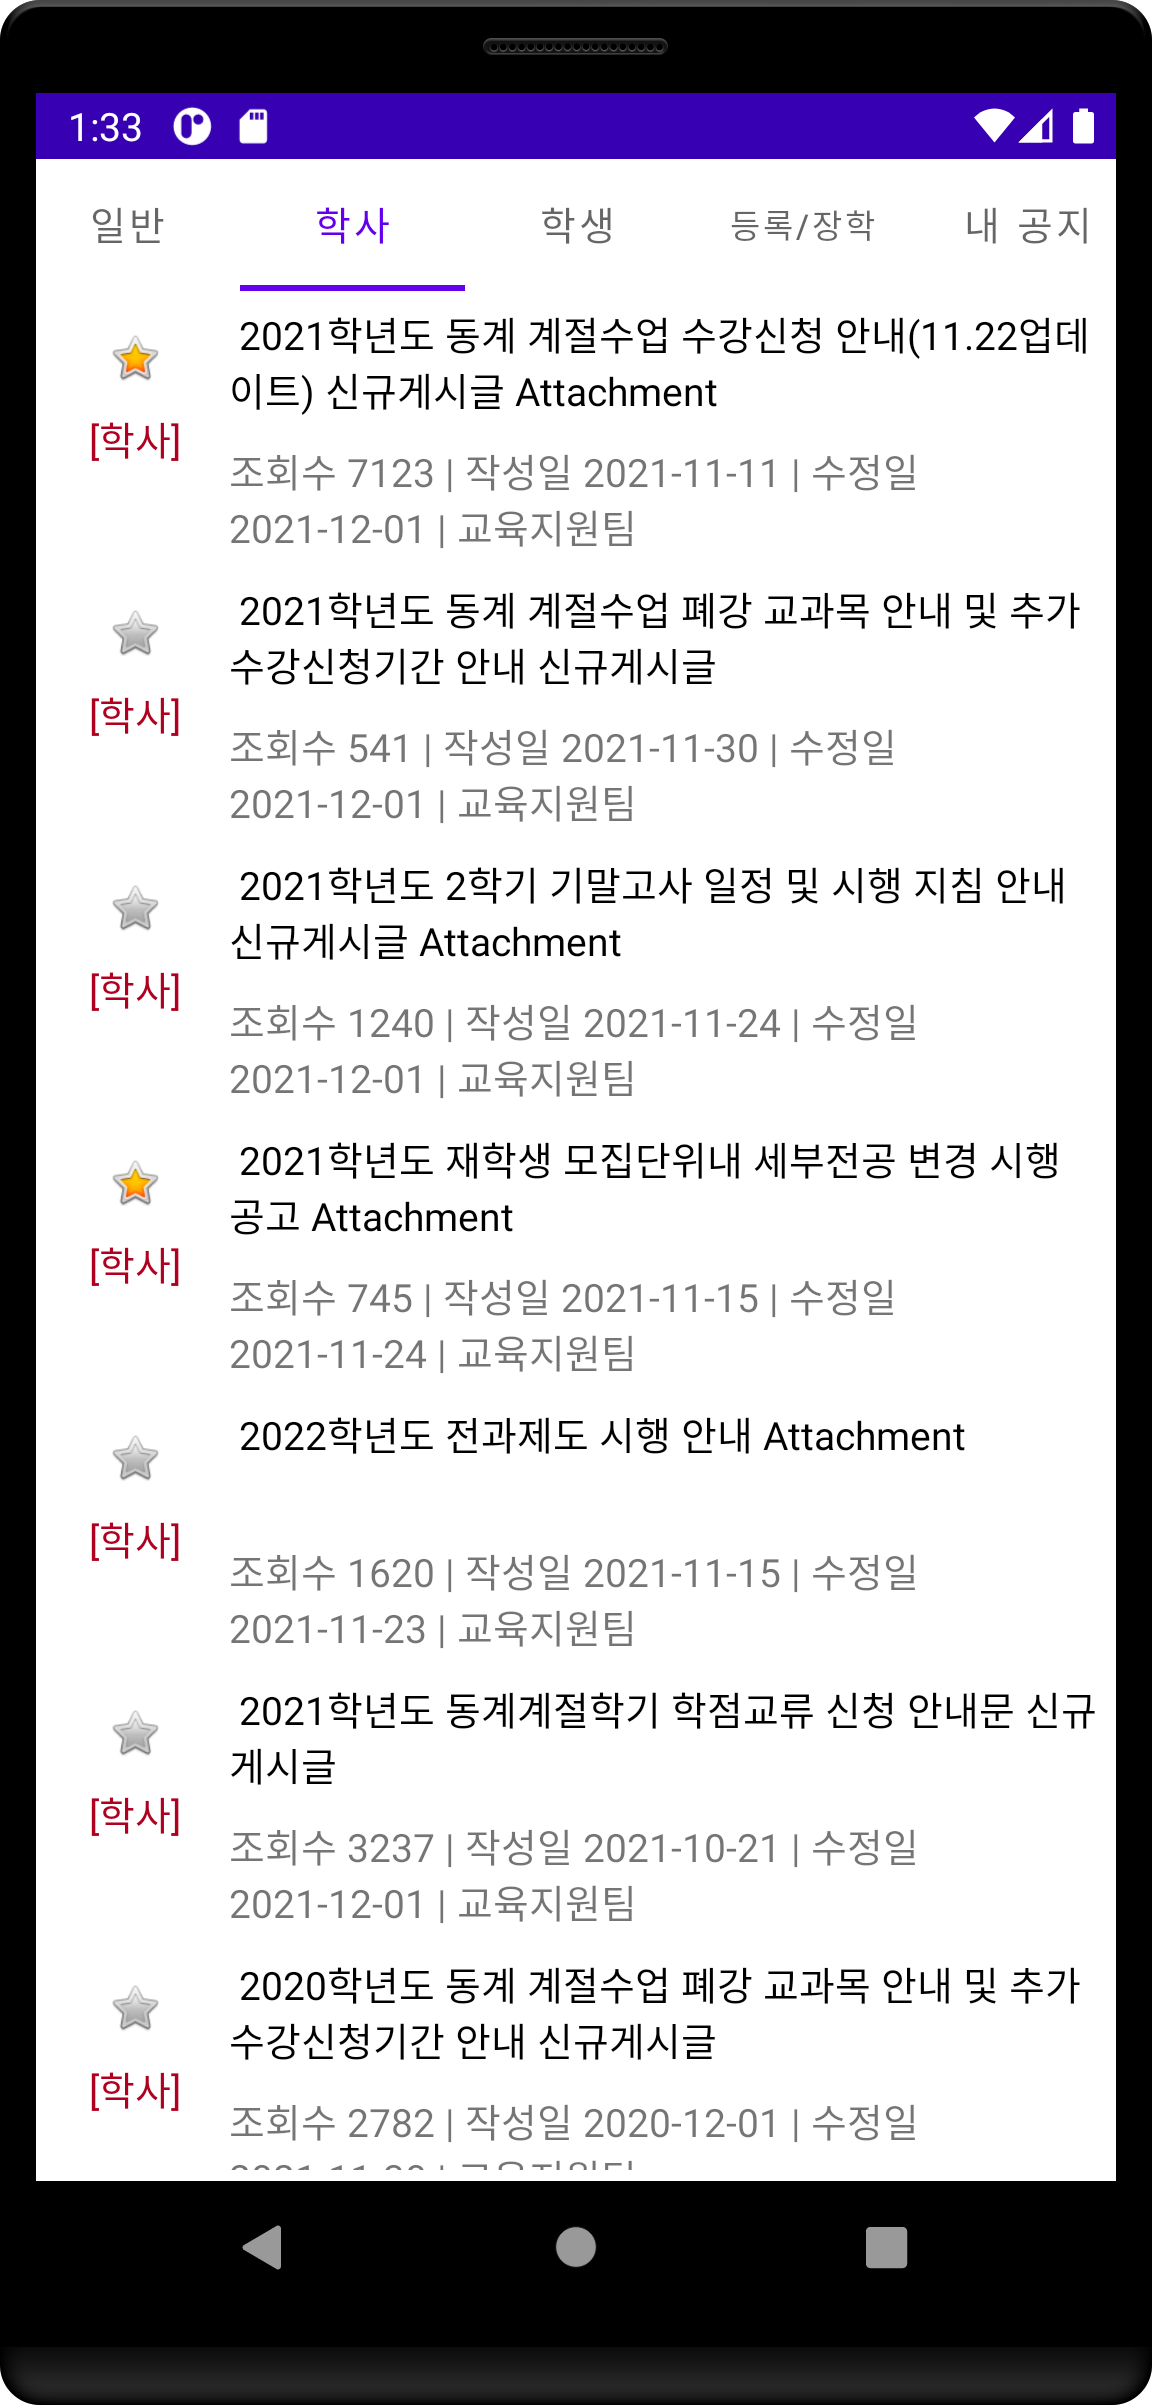 1:33
일반 학사 학생 등록/장학 내 공지
2021학년도 동계 계절수업 수강신청 안내(11.22업데
이트) 신규게시글 Attachment
[학사]
조회수 7123 | 작성일 2021-11-11 | 수정일
2021-12-01 | 교육지원팀
2021학년도 동계 계절수업 폐강 교과목 안내 및 추가
수강신청기간 안내 신규게시글
[학사]
조회수 541 | 작성일 2021-11-30 | 수정일
2021-12-01 | 교육지원팀
2021학년도 2학기 기말고사 일정 및 시행 지침 안내
신규게시글 Attachment
[학사]
조회수 1240 | 작성일 2021-11-24 | 수정일
2021-12-01 | 교육지원팀
2021학년도 재학생 모집단위내 세부전공 변경 시행
공고 Attachment
[학사]
조회수 745 | 작성일 2021-11-15 | 수정일
2021-11-24 | 교육지원팀
2022학년도 전과제도 시행 안내 Attachment
[학사]
조회수 1620 | 작성일 2021-11-15 | 수정일
2021-11-23 | 교육지원팀
2021학년도 동계계절학기 학점교류 신청 안내문 신규
게시글
[학사]
조회수 3237 | 작성일 2021-10-21 | 수정일
2021-12-01 | 교육지원팀
2020학년도 동계 계절수업 폐강 교과목 안내 및 추가
수강신청기간 안내 신규게시글
[학사]
조회수 2782 | 작성일 2020-12-01 | 수정일